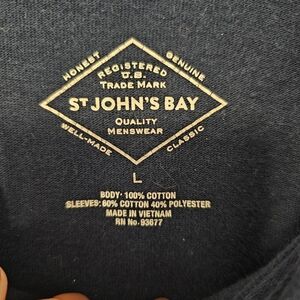 HONEST GENUINE
REGISTERED
U.S.
TRADE MARK
ST JOHN'S BAY
QUALITY
MENSWEAR
WELL-MADE CLASSIC
L
BODY: 100% COTTON
SLEEVES: 60% COTTON 40% POLYESTER
MADE IN VIETNAM
RN No. 93677